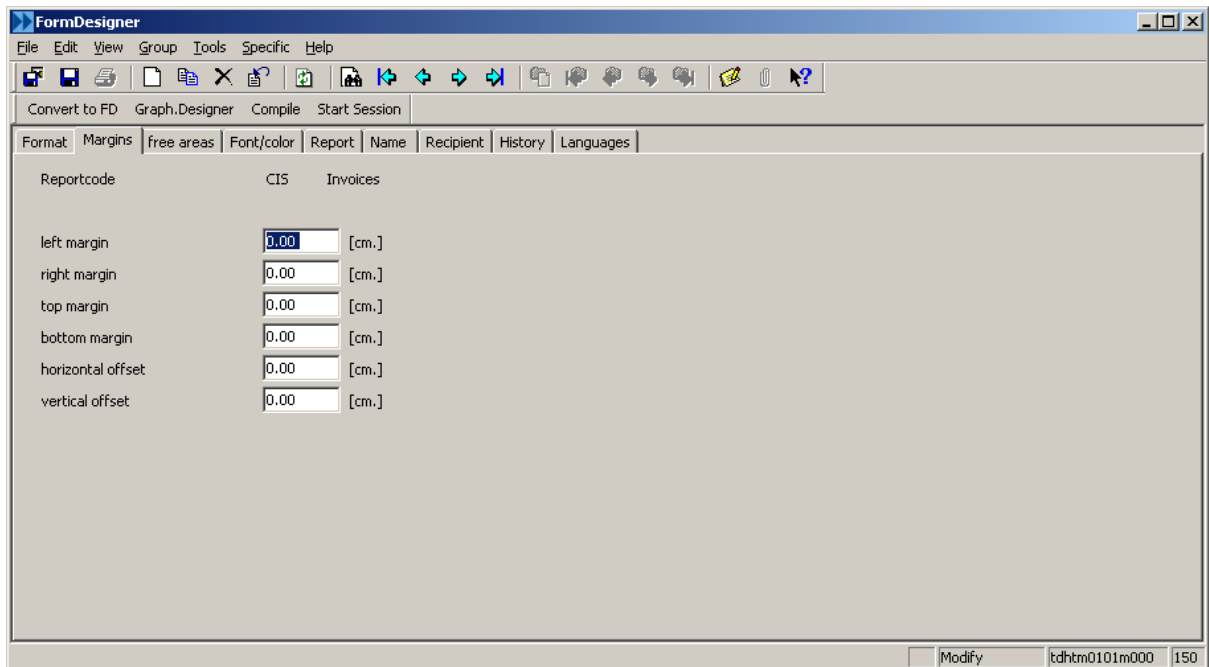 FormDesigner
File Edit View Group Tools Specific Help
Convert to FD Graph.Designer Compile Start Session
Format Margins free areas Font/color Report Name Recipient History Languages
Reportcode CIS Invoices
left margin 0.00 [cm.]
right margin 0.00 [cm.]
top margin 0.00 [cm.]
bottom margin 0.00 [cm.]
horizontal offset 0.00 [cm.]
vertical offset 0.00 [cm.]
Modify tdhtm0101m000 150